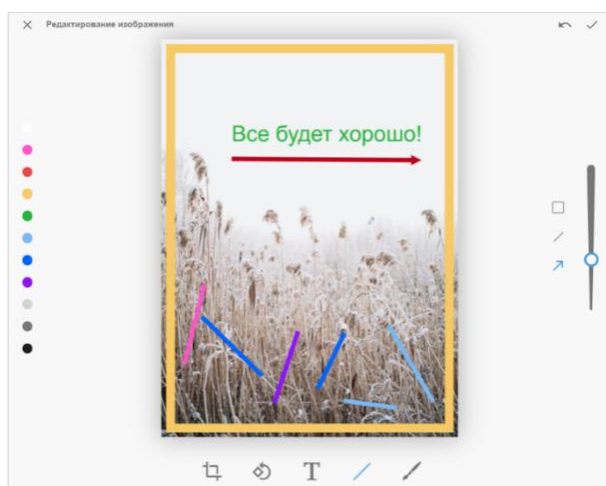 Редактирование изображения
Все будет хорошо!
T